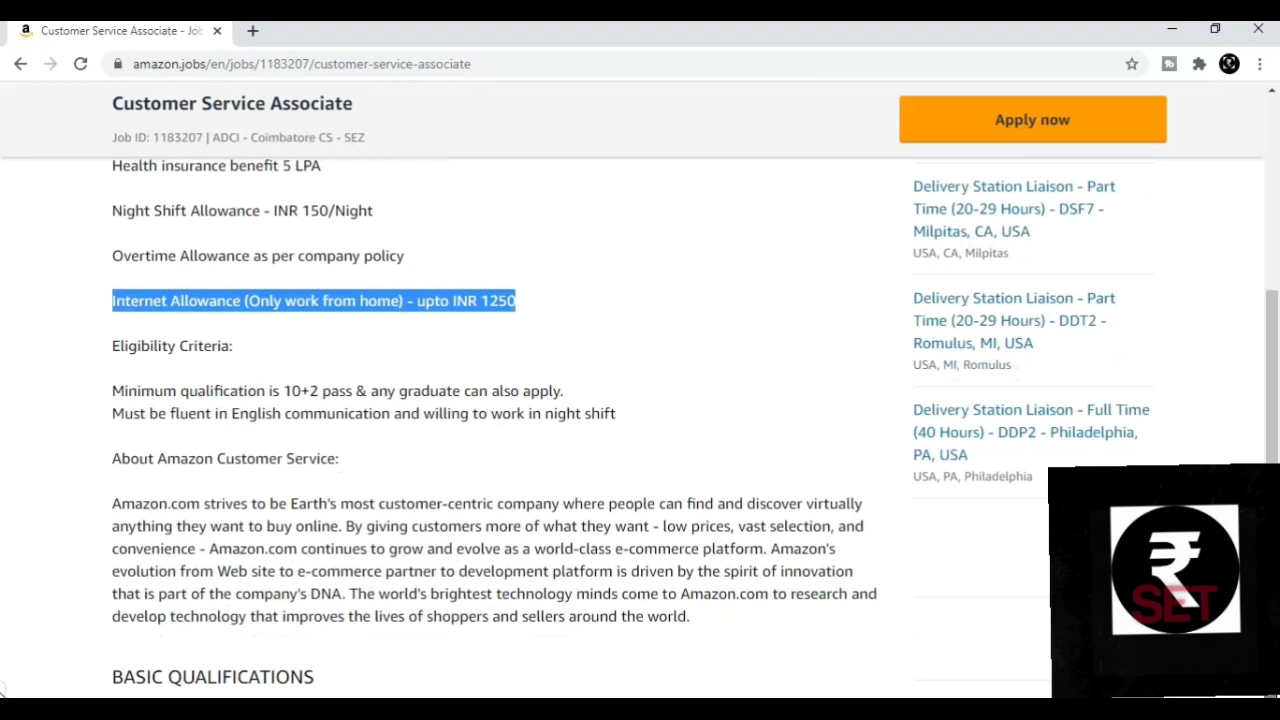 Customer Service Associate - Jo
amazon.jobs/en/jobs/1183207/customer-service-associate
Customer Service Associate
Job ID: 1183207 | ADCI - Coimbatore CS - SEZ
Apply now
Health insurance benefit 5 LPA
Night Shift Allowance - INR 150/Night
Overtime Allowance as per company policy
Internet Allowance (Only work from home) - upto INR 1250
Eligibility Criteria:
Minimum qualification is 10+2 pass & any graduate can also apply.
Must be fluent in English communication and willing to work in night shift
About Amazon Customer Service:
Amazon.com strives to be Earth's most customer-centric company where people can find and discover virtually
anything they want to buy online. By giving customers more of what they want - low prices, vast selection, and
convenience - Amazon.com continues to grow and evolve as a world-class e-commerce platform. Amazon's
evolution from Web site to e-commerce partner to development platform is driven by the spirit of innovation
that is part of the company's DNA. The world's brightest technology minds come to Amazon.com to research and
develop technology that improves the lives of shoppers and sellers around the world.
BASIC QUALIFICATIONS
Delivery Station Liaison - Part
Time (20-29 Hours) - DSF7 -
Milpitas, CA, USA
USA, CA, Milpitas
Delivery Station Liaison - Part
Time (20-29 Hours) - DDT2 -
Romulus, MI, USA
USA, MI, Romulus
Delivery Station Liaison - Full Time
(40 Hours) - DDP2 - Philadelphia,
PA, USA
USA, PA, Philadelphia
₹
SET